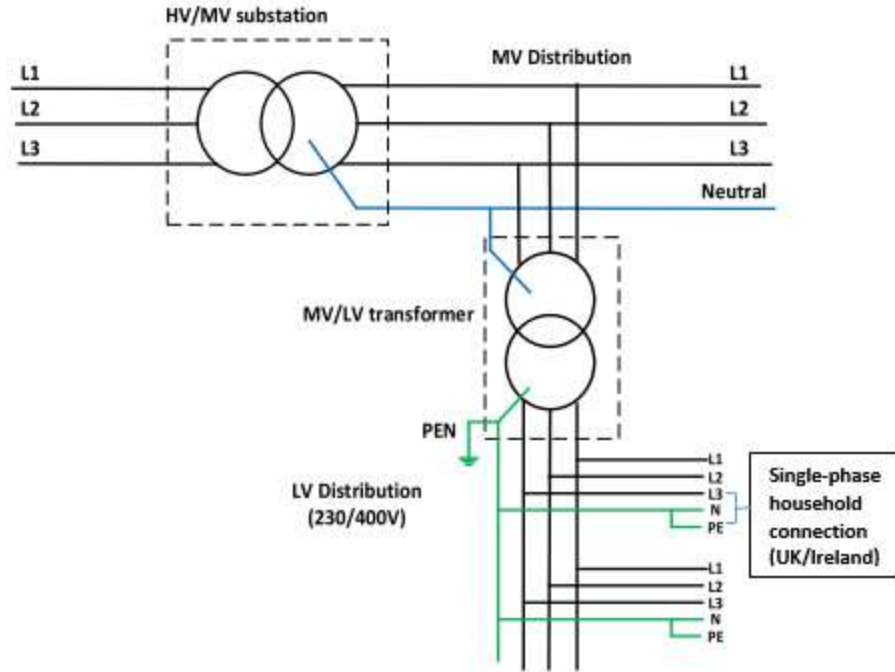 HV/MV substation
MV Distribution
L1
L1
L2
L2
L3
L3
Neutral
MV/LV transformer
PEN
LV Distribution
(230/400V)
L1
L2
L3
N
PE
Single-phase
household
connection
(UK/Ireland)
L1
L2
L3
N
PE